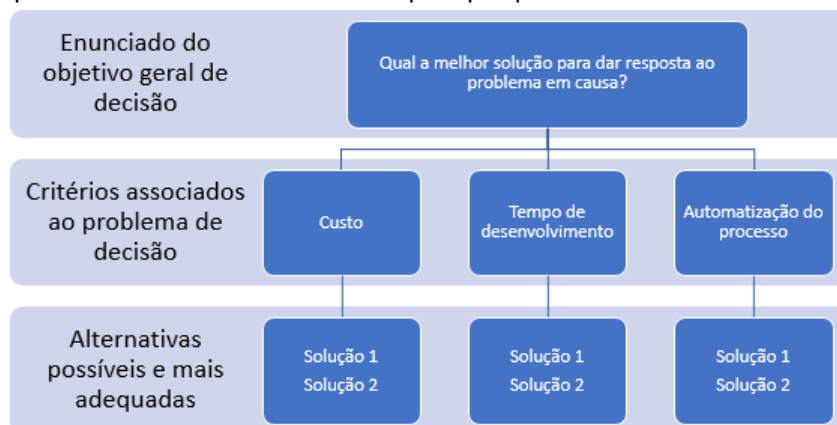 Enunciado do
objetivo geral de
decisão
Qual a melhor solução para dar resposta ao
problema em causa?
Critérios associados
ao problema de
decisão
Custo
Tempo de
desenvolvimento
Automatização do
processo
Alternativas
possíveis e mais
adequadas
Solução 1
Solução 2
Solução 1
Solução 2
Solução 1
Solução 2